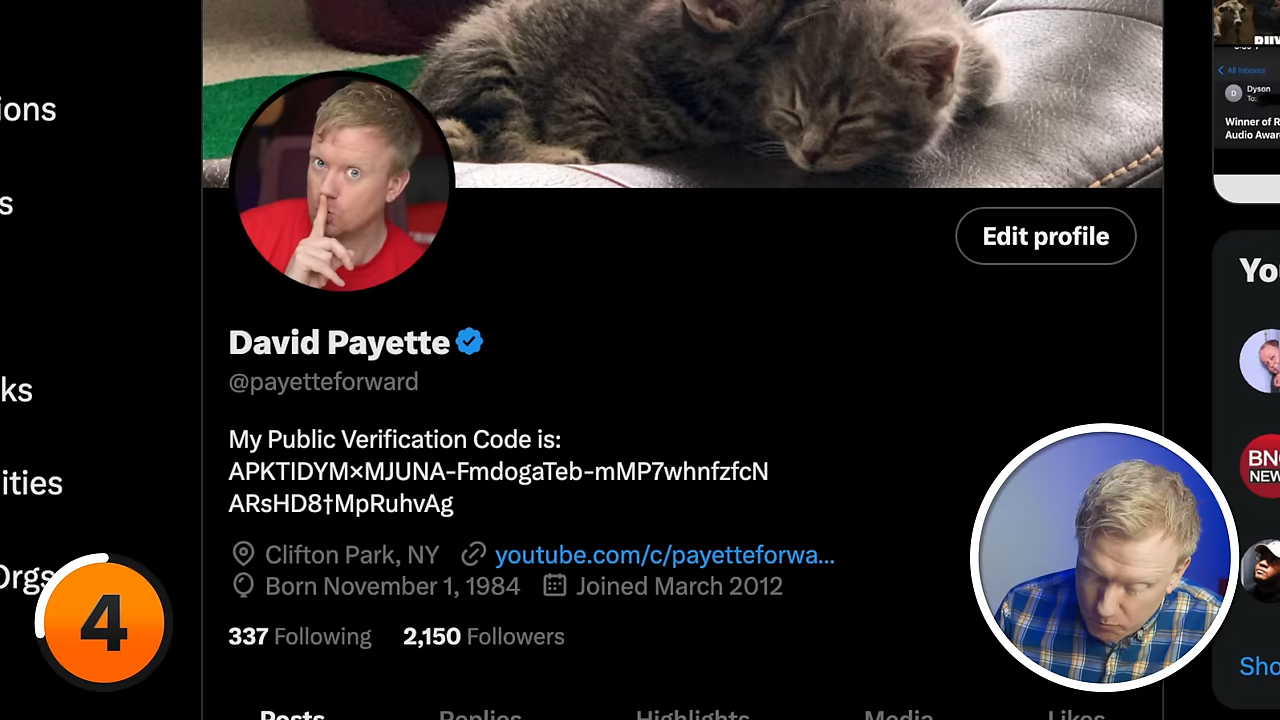 ions
s
ks
ities
Orgs
4
Edit profile
David Payette
@payetteforward
My Public Verification Code is:
APKTIDYM×MJUNA-FmdogaTeb-mMP7whnfzfcN
ARsHD8†MpRuhvAg
Clifton Park, NY youtube.com/c/payetteforwa...
Born November 1, 1984 Joined March 2012
337 Following 2,150 Followers
Posts Replies Highlights Media Likes
All Inboxes
D
Dyson
To:
Winner of R
Audio Awar
Yo
BNO
NEW
Sho